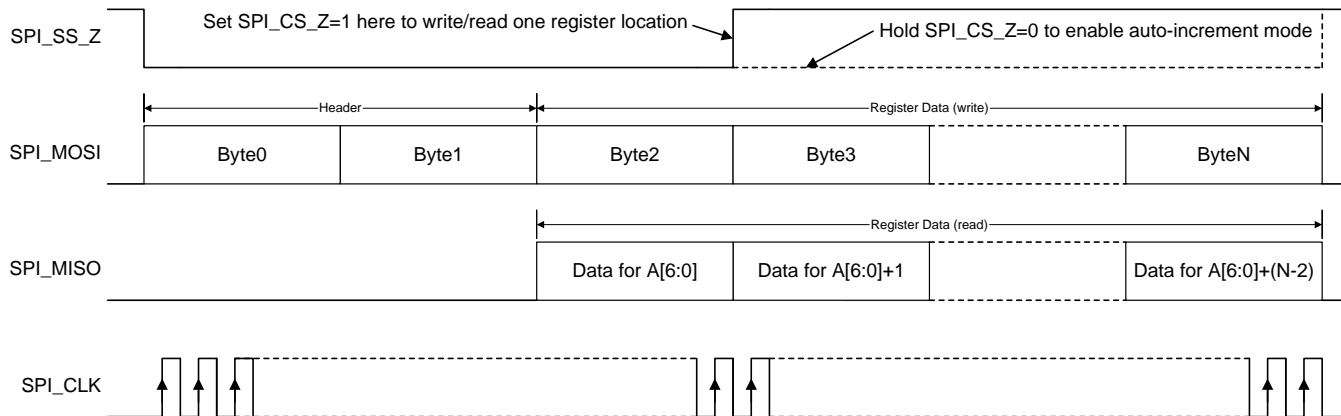 Set SPI_CS_Z=1 here to write/read one register location
SPI_SS_Z
Hold SPI_CS_Z=0 to enable auto-increment mode
Header
Register Data (write)
SPI_MOSI
Byte0
Byte1
Byte2
Byte3
ByteN
Register Data (read)
SPI_MISO
Data for A[6:0]
Data for A[6:0]+1
Data for A[6:0]+(N-2)
SPI_CLK